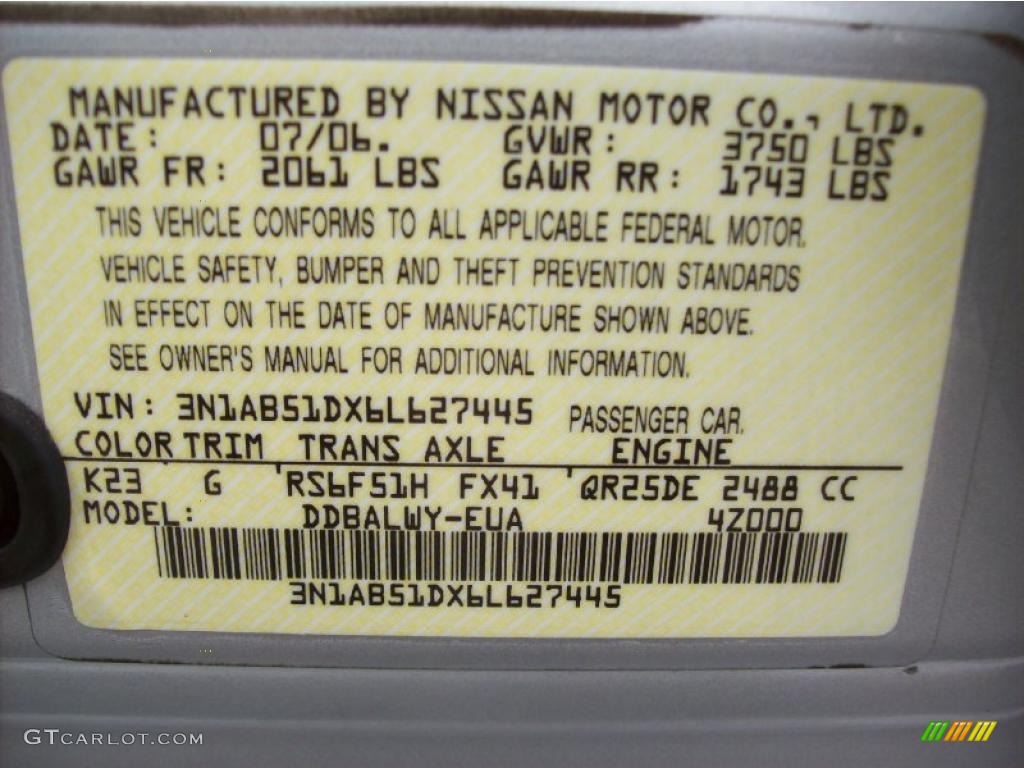 MANUFACTURED BY NISSAN MOTOR CO., LTD.
DATE: 07/06. GVWR: 3750 LBS
GAWR FR: 2061 LBS GAWR RR: 1743 LBS
THIS VEHICLE CONFORMS TO ALL APPLICABLE FEDERAL MOTOR.
VEHICLE SAFETY, BUMPER AND THEFT PREVENTION STANDARDS
IN EFFECT ON THE DATE OF MANUFACTURE SHOWN ABOVE.
SEE OWNER'S MANUAL FOR ADDITIONAL INFORMATION.
VIN: 3N1AB51DX6L627445 PASSENGER CAR.
COLOR TRIM TRANS AXLE ENGINE
K23 G RS6F51H FX41 QR25DE 2488 CC
MODEL: DDBALWY-EUA 4Z000
3N1AB51DX6L627445
GTCARLOT.COM